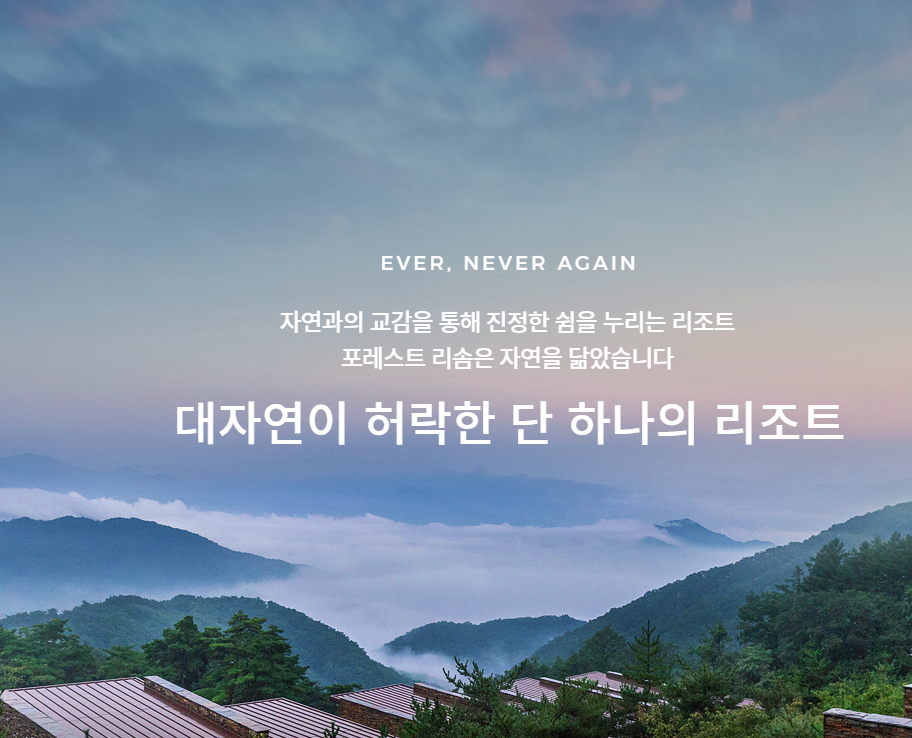 EVER, NEVER AGAIN
자연과의 교감을 통해 진정한 쉼을 누리는 리조트
포레스트 리솜은 자연을 닮았습니다
대자연이 허락한 단 하나의 리조트